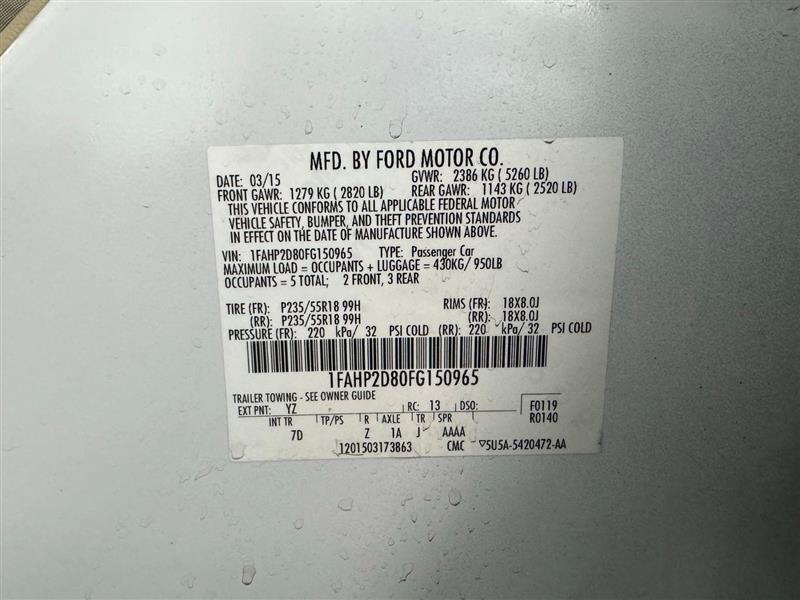 MFD. BY FORD MOTOR CO.
DATE: 03/15 GVWR: 2386 KG ( 5260 LB)
FRONT GAWR: 1279 KG ( 2820 LB) REAR GAWR: 1143 KG ( 2520 LB)
THIS VEHICLE CONFORMS TO ALL APPLICABLE FEDERAL MOTOR
VEHICLE SAFETY, BUMPER, AND THEFT PREVENTION STANDARDS
IN EFFECT ON THE DATE OF MANUFACTURE SHOWN ABOVE.
VIN: 1FAHP2D80FG150965 TYPE: Passenger Car
MAXIMUM LOAD = OCCUPANTS + LUGGAGE = 430KG/ 950LB
OCCUPANTS = 5 TOTAL; 2 FRONT, 3 REAR
TIRE (FR): P235/55R18 99H RIMS (FR): 18X8.0J
(RR): P235/55R18 99H (RR): 18X8.0J
PRESSURE (FR): 220 kPa/ 32 PSI COLD (RR): 220 kPa/ 32 PSI COLD
1FAHP2D80FG150965
TRAILER TOWING - SEE OWNER GUIDE
EXT PNT: YZ RC: 13 DSO: F0119
INT TR TP/PS R AXLE TR SPR R0140
7D Z 1A J AAAA
1201503173863 CMC ▽5U5A-5420472-AA